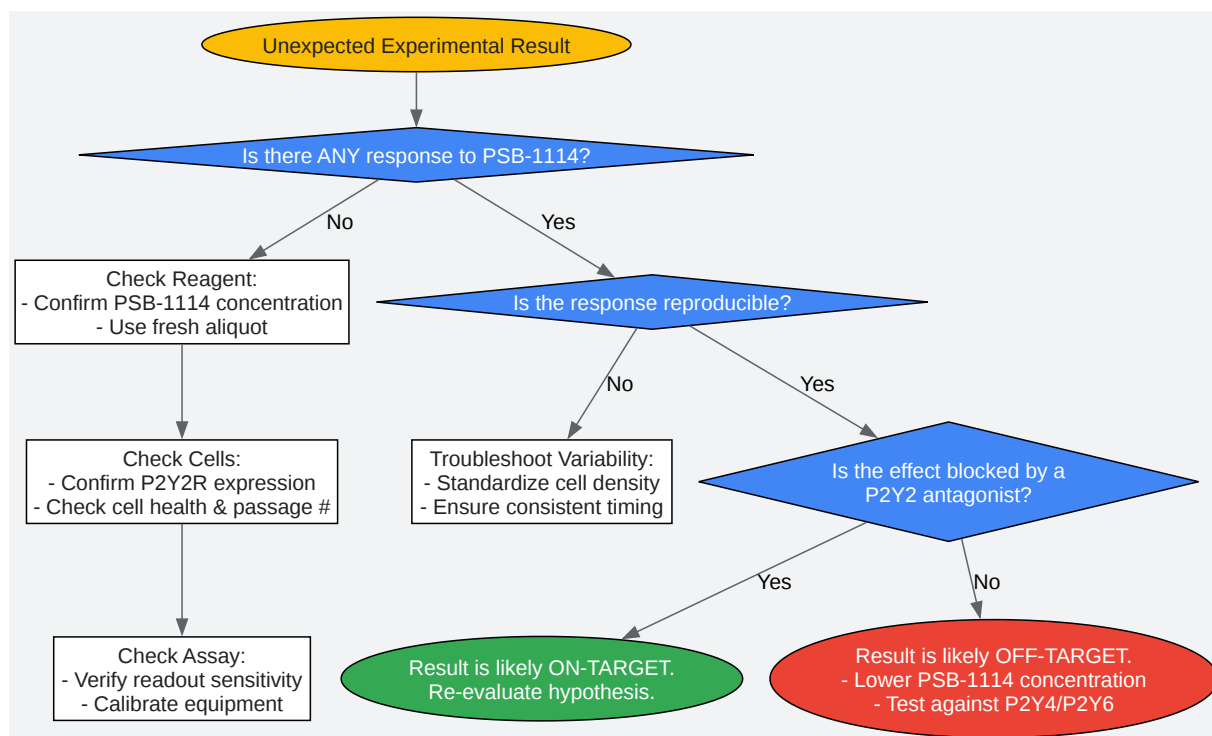 Unexpected Experimental Result
Is there ANY response to PSB-1114?
No
Yes
Check Reagent:
- Confirm PSB-1114 concentration
- Use fresh aliquot
Is the response reproducible?
No
Yes
Check Cells:
- Confirm P2Y2R expression
- Check cell health & passage #
Troubleshoot Variability:
- Standardize cell density
- Ensure consistent timing
Is the effect blocked by a
P2Y2 antagonist?
Yes
No
Check Assay:
- Verify readout sensitivity
- Calibrate equipment
Result is likely ON-TARGET.
Re-evaluate hypothesis.
Result is likely OFF-TARGET.
- Lower PSB-1114 concentration
- Test against P2Y4/P2Y6